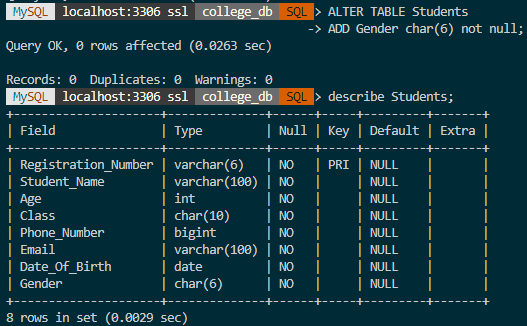 MySQL localhost:3306 ssl college_db SQL > ALTER TABLE Students
-> ADD Gender char(6) not null;
Query OK, 0 rows affected (0.0263 sec)
Records: 0 Duplicates: 0 Warnings: 0
MySQL localhost:3306 ssl college_db SQL > describe Students;
+---------------------+--------------+------+-----+---------+-------+
| Field | Type | Null | Key | Default | Extra |
+---------------------+--------------+------+-----+---------+-------+
| Registration_Number | varchar(6) | NO | PRI | NULL | |
| Student_Name | varchar(100) | NO | | NULL | |
| Age | int | NO | | NULL | |
| Class | char(10) | NO | | NULL | |
| Phone_Number | bigint | NO | | NULL | |
| Email | varchar(100) | NO | | NULL | |
| Date_Of_Birth | date | NO | | NULL | |
| Gender | char(6) | NO | | NULL | |
+---------------------+--------------+------+-----+---------+-------+
8 rows in set (0.0029 sec)